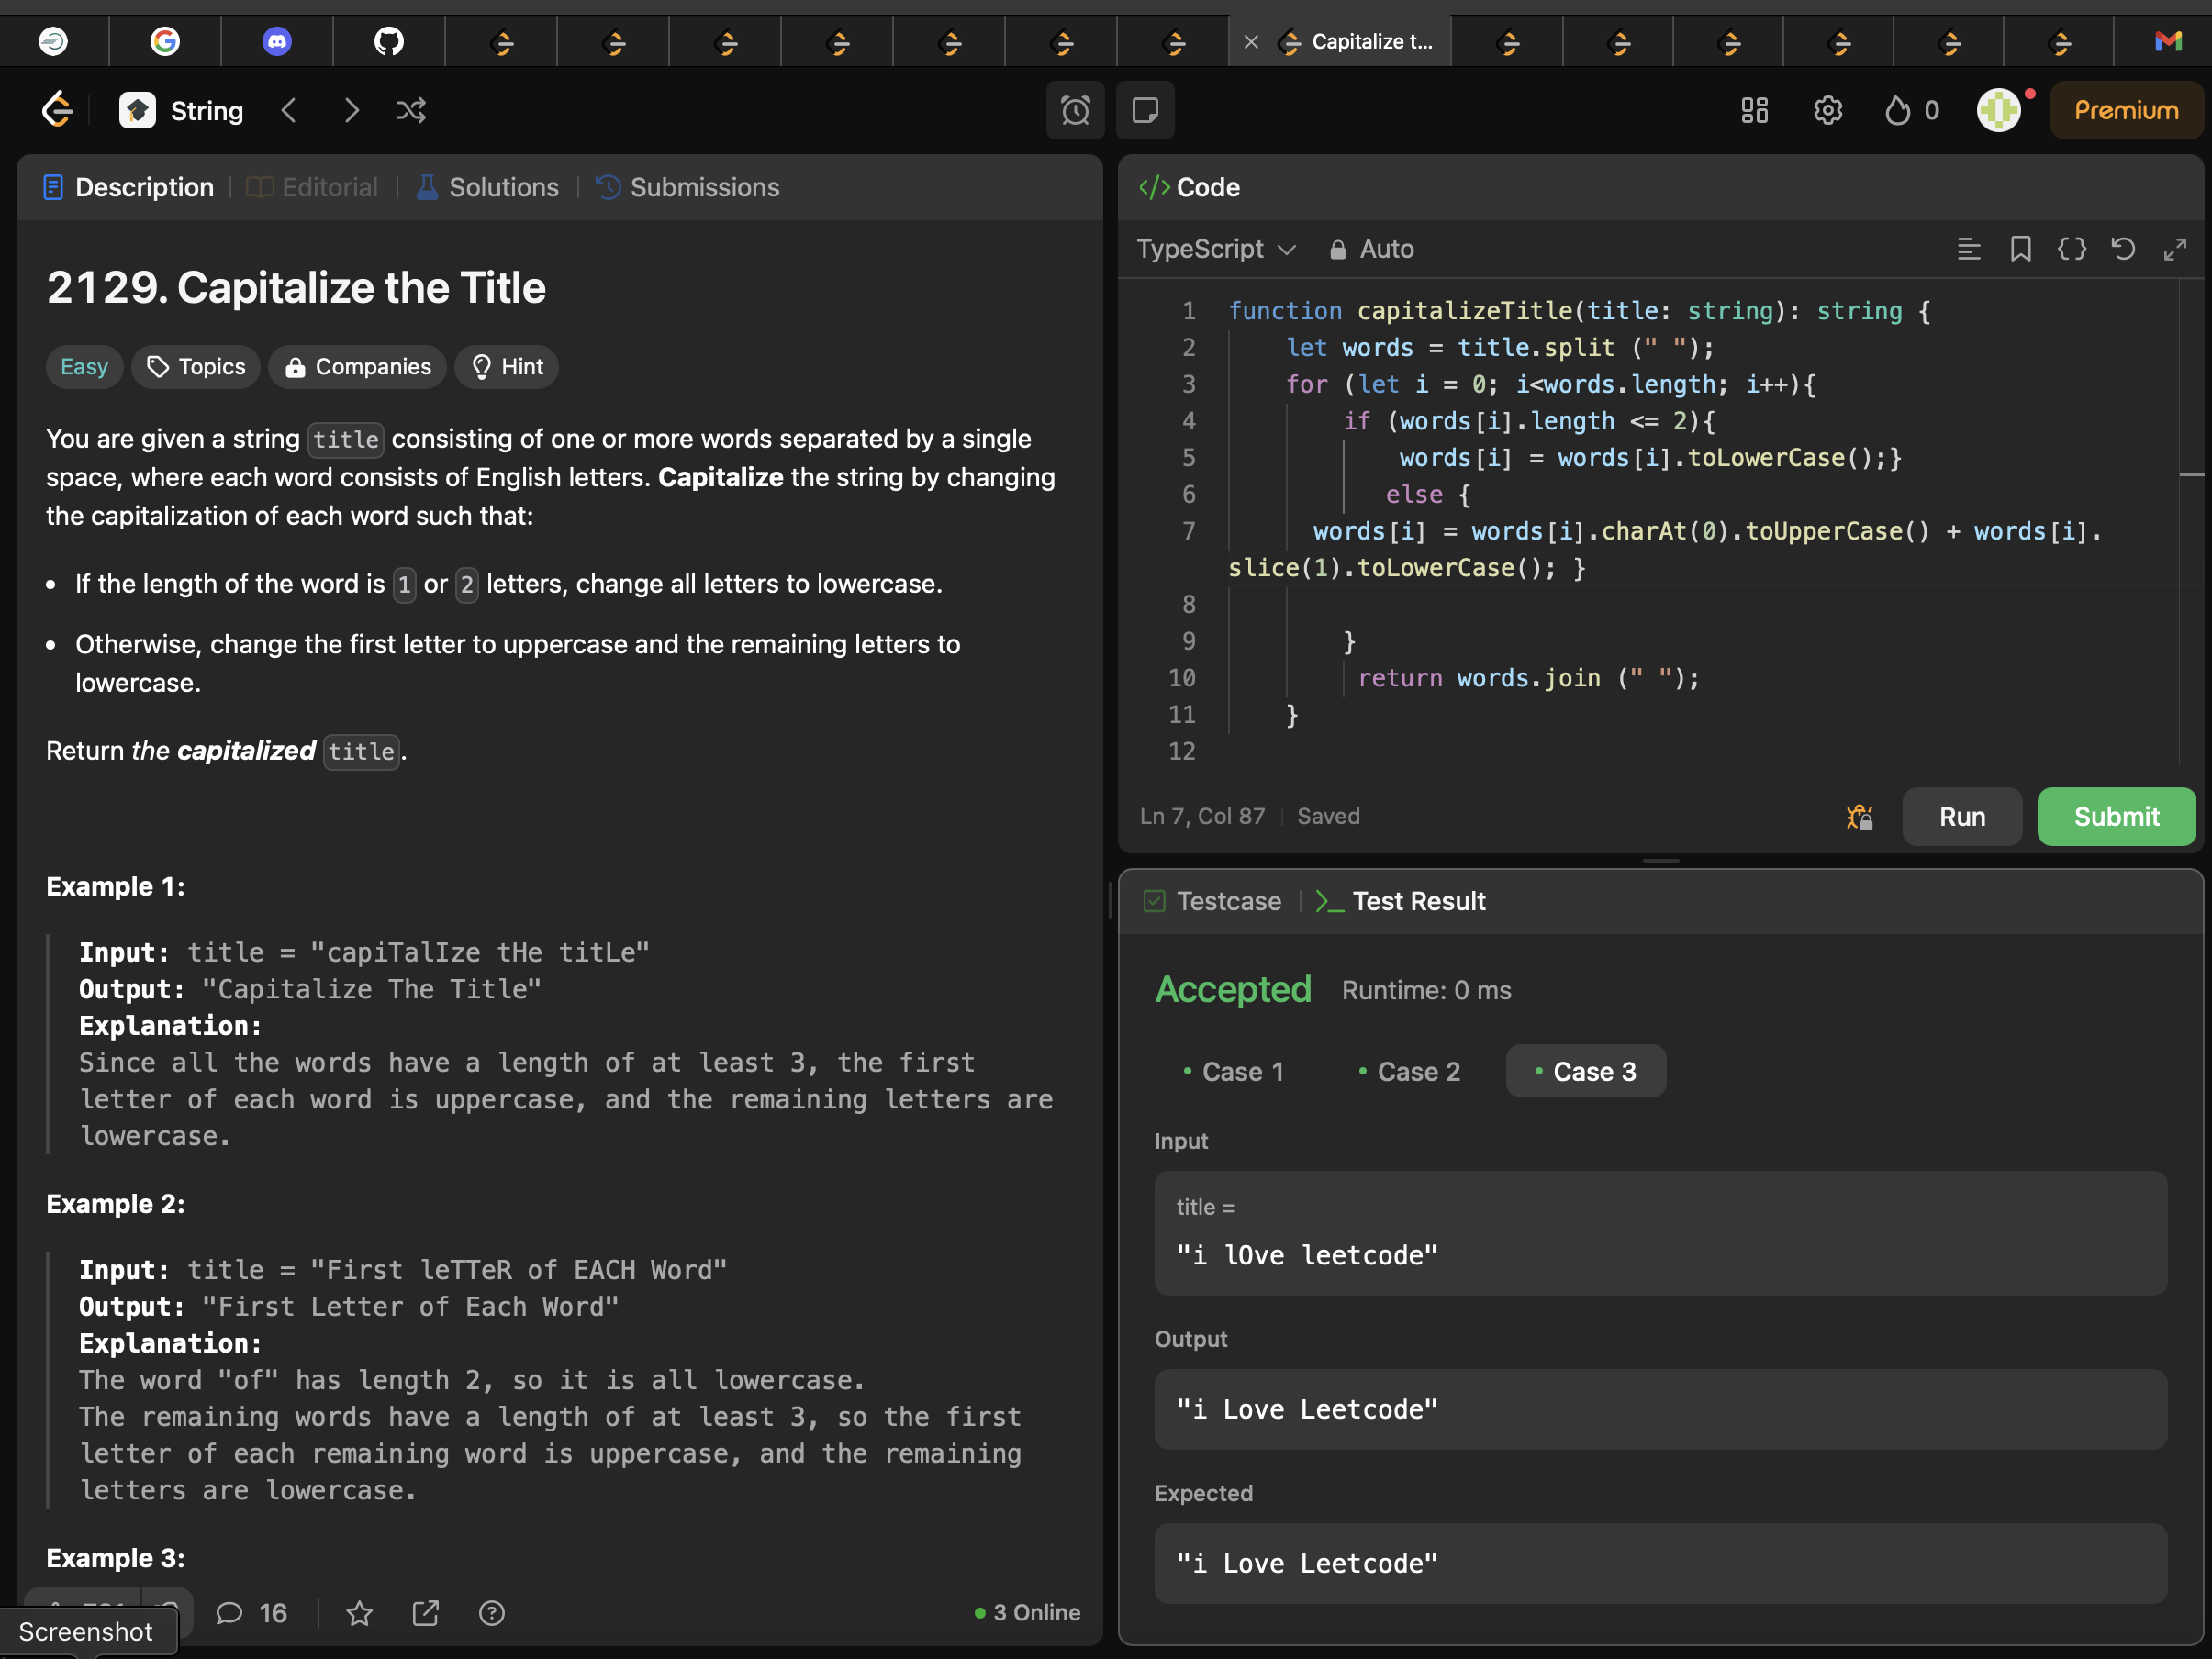 Capitalize t...
String
0
Premium
Description
Editorial
Solutions
Submissions
2129. Capitalize the Title
Easy
Topics
Companies
Hint
You are given a string title consisting of one or more words separated by a single
space, where each word consists of English letters. Capitalize the string by changing
the capitalization of each word such that:
• If the length of the word is 1 or 2 letters, change all letters to lowercase.
• Otherwise, change the first letter to uppercase and the remaining letters to
lowercase.
Return the capitalized title.
Example 1:
Input: title = "capiTalIze tHe titLe"
Output: "Capitalize The Title"
Explanation:
Since all the words have a length of at least 3, the first
letter of each word is uppercase, and the remaining letters are
lowercase.
Example 2:
Input: title = "First leTTeR of EACH Word"
Output: "First Letter of Each Word"
Explanation:
The word "of" has length 2, so it is all lowercase.
The remaining words have a length of at least 3, so the first
letter of each remaining word is uppercase, and the remaining
letters are lowercase.
Example 3:
16
3 Online
Screenshot
</> Code
TypeScript
Auto
1 function capitalizeTitle(title: string): string {
2 let words = title.split (" ");
3 for (let i = 0; i<words.length; i++){
4 if (words[i].length <= 2){
5 words[i] = words[i].toLowerCase();}
6 else {
7 words[i] = words[i].charAt(0).toUpperCase() + words[i].
slice(1).toLowerCase(); }
8
9 }
10 return words.join (" ");
11 }
12
Ln 7, Col 87
Saved
Run
Submit
Testcase
Test Result
Accepted
Runtime: 0 ms
• Case 1
• Case 2
• Case 3
Input
title =
"i lOve leetcode"
Output
"i Love Leetcode"
Expected
"i Love Leetcode"